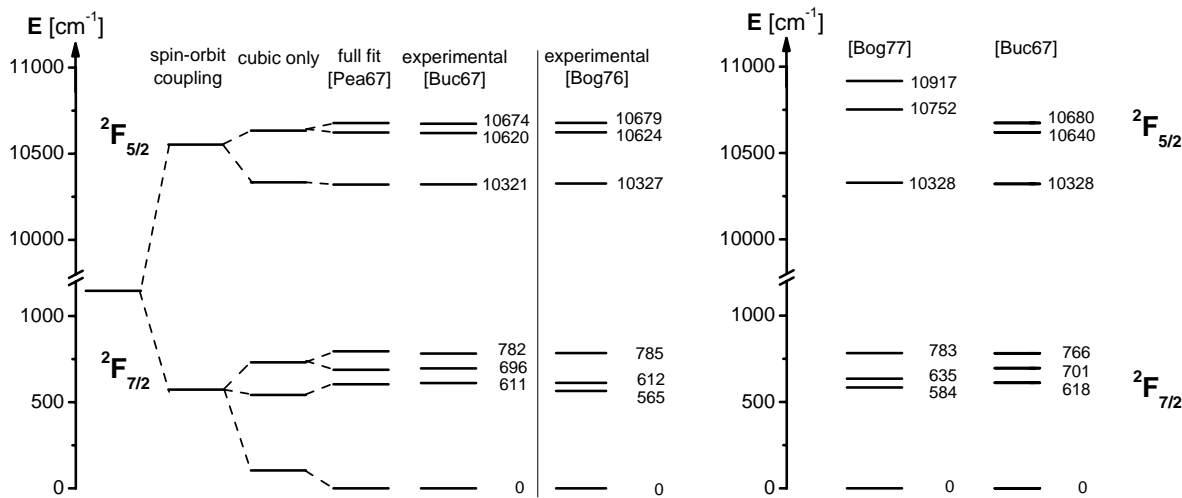 E [cm⁻¹]
spin-orbit
coupling
cubic only
full fit
[Pea67]
experimental
[Buc67]
experimental
[Bog76]
11000
10500
10000
1000
500
0
²F₅/₂
²F₇/₂
10674
10620
10321
782
696
611
0
10679
10624
10327
785
612
565
0
E [cm⁻¹]
[Bog77]
[Buc67]
11000
10500
10000
1000
500
0
10917
10752
10328
783
635
584
0
10680
10640
10328
766
701
618
0
²F₅/₂
²F₇/₂